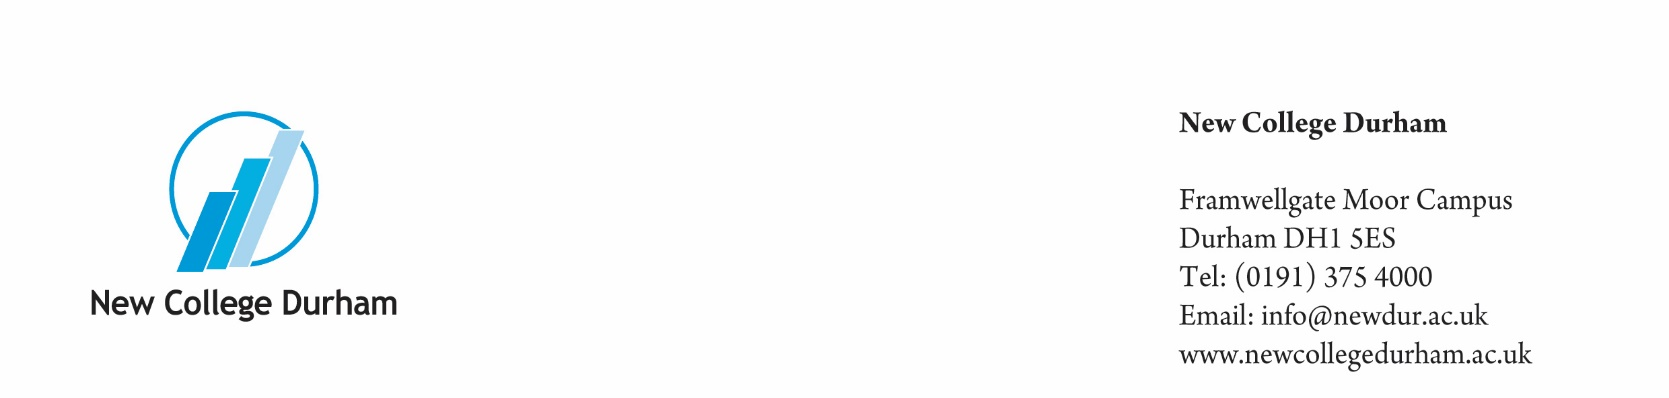 New College Durham
New College Durham
Framwellgate Moor Campus
Durham DH1 5ES
Tel: (0191) 375 4000
Email: info@newdur.ac.uk
www.newcollegedurham.ac.uk